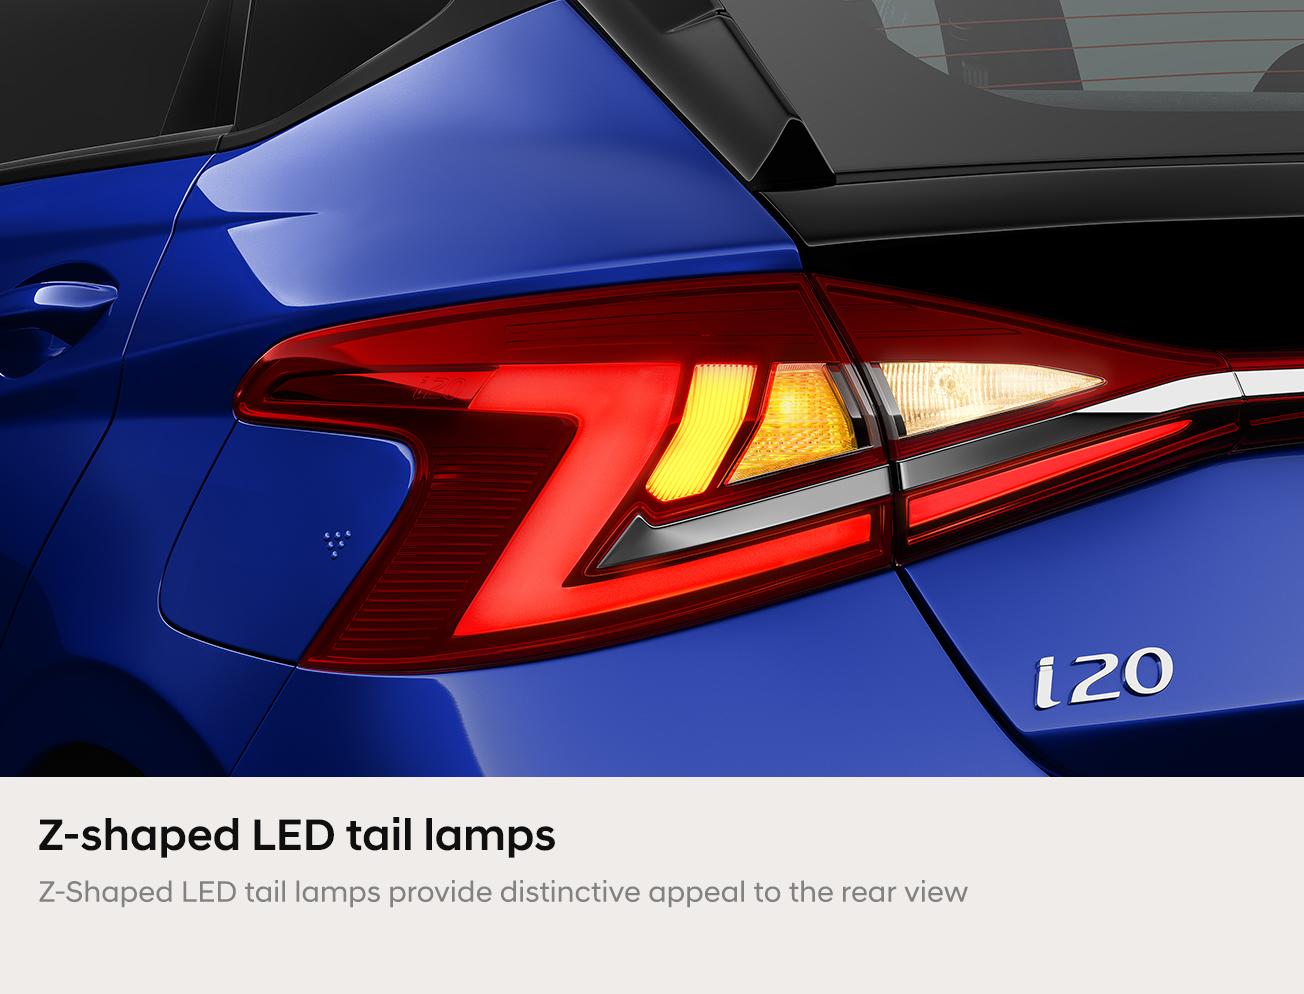 i20
i20
Z-shaped LED tail lamps
Z-Shaped LED tail lamps provide distinctive appeal to the rear view